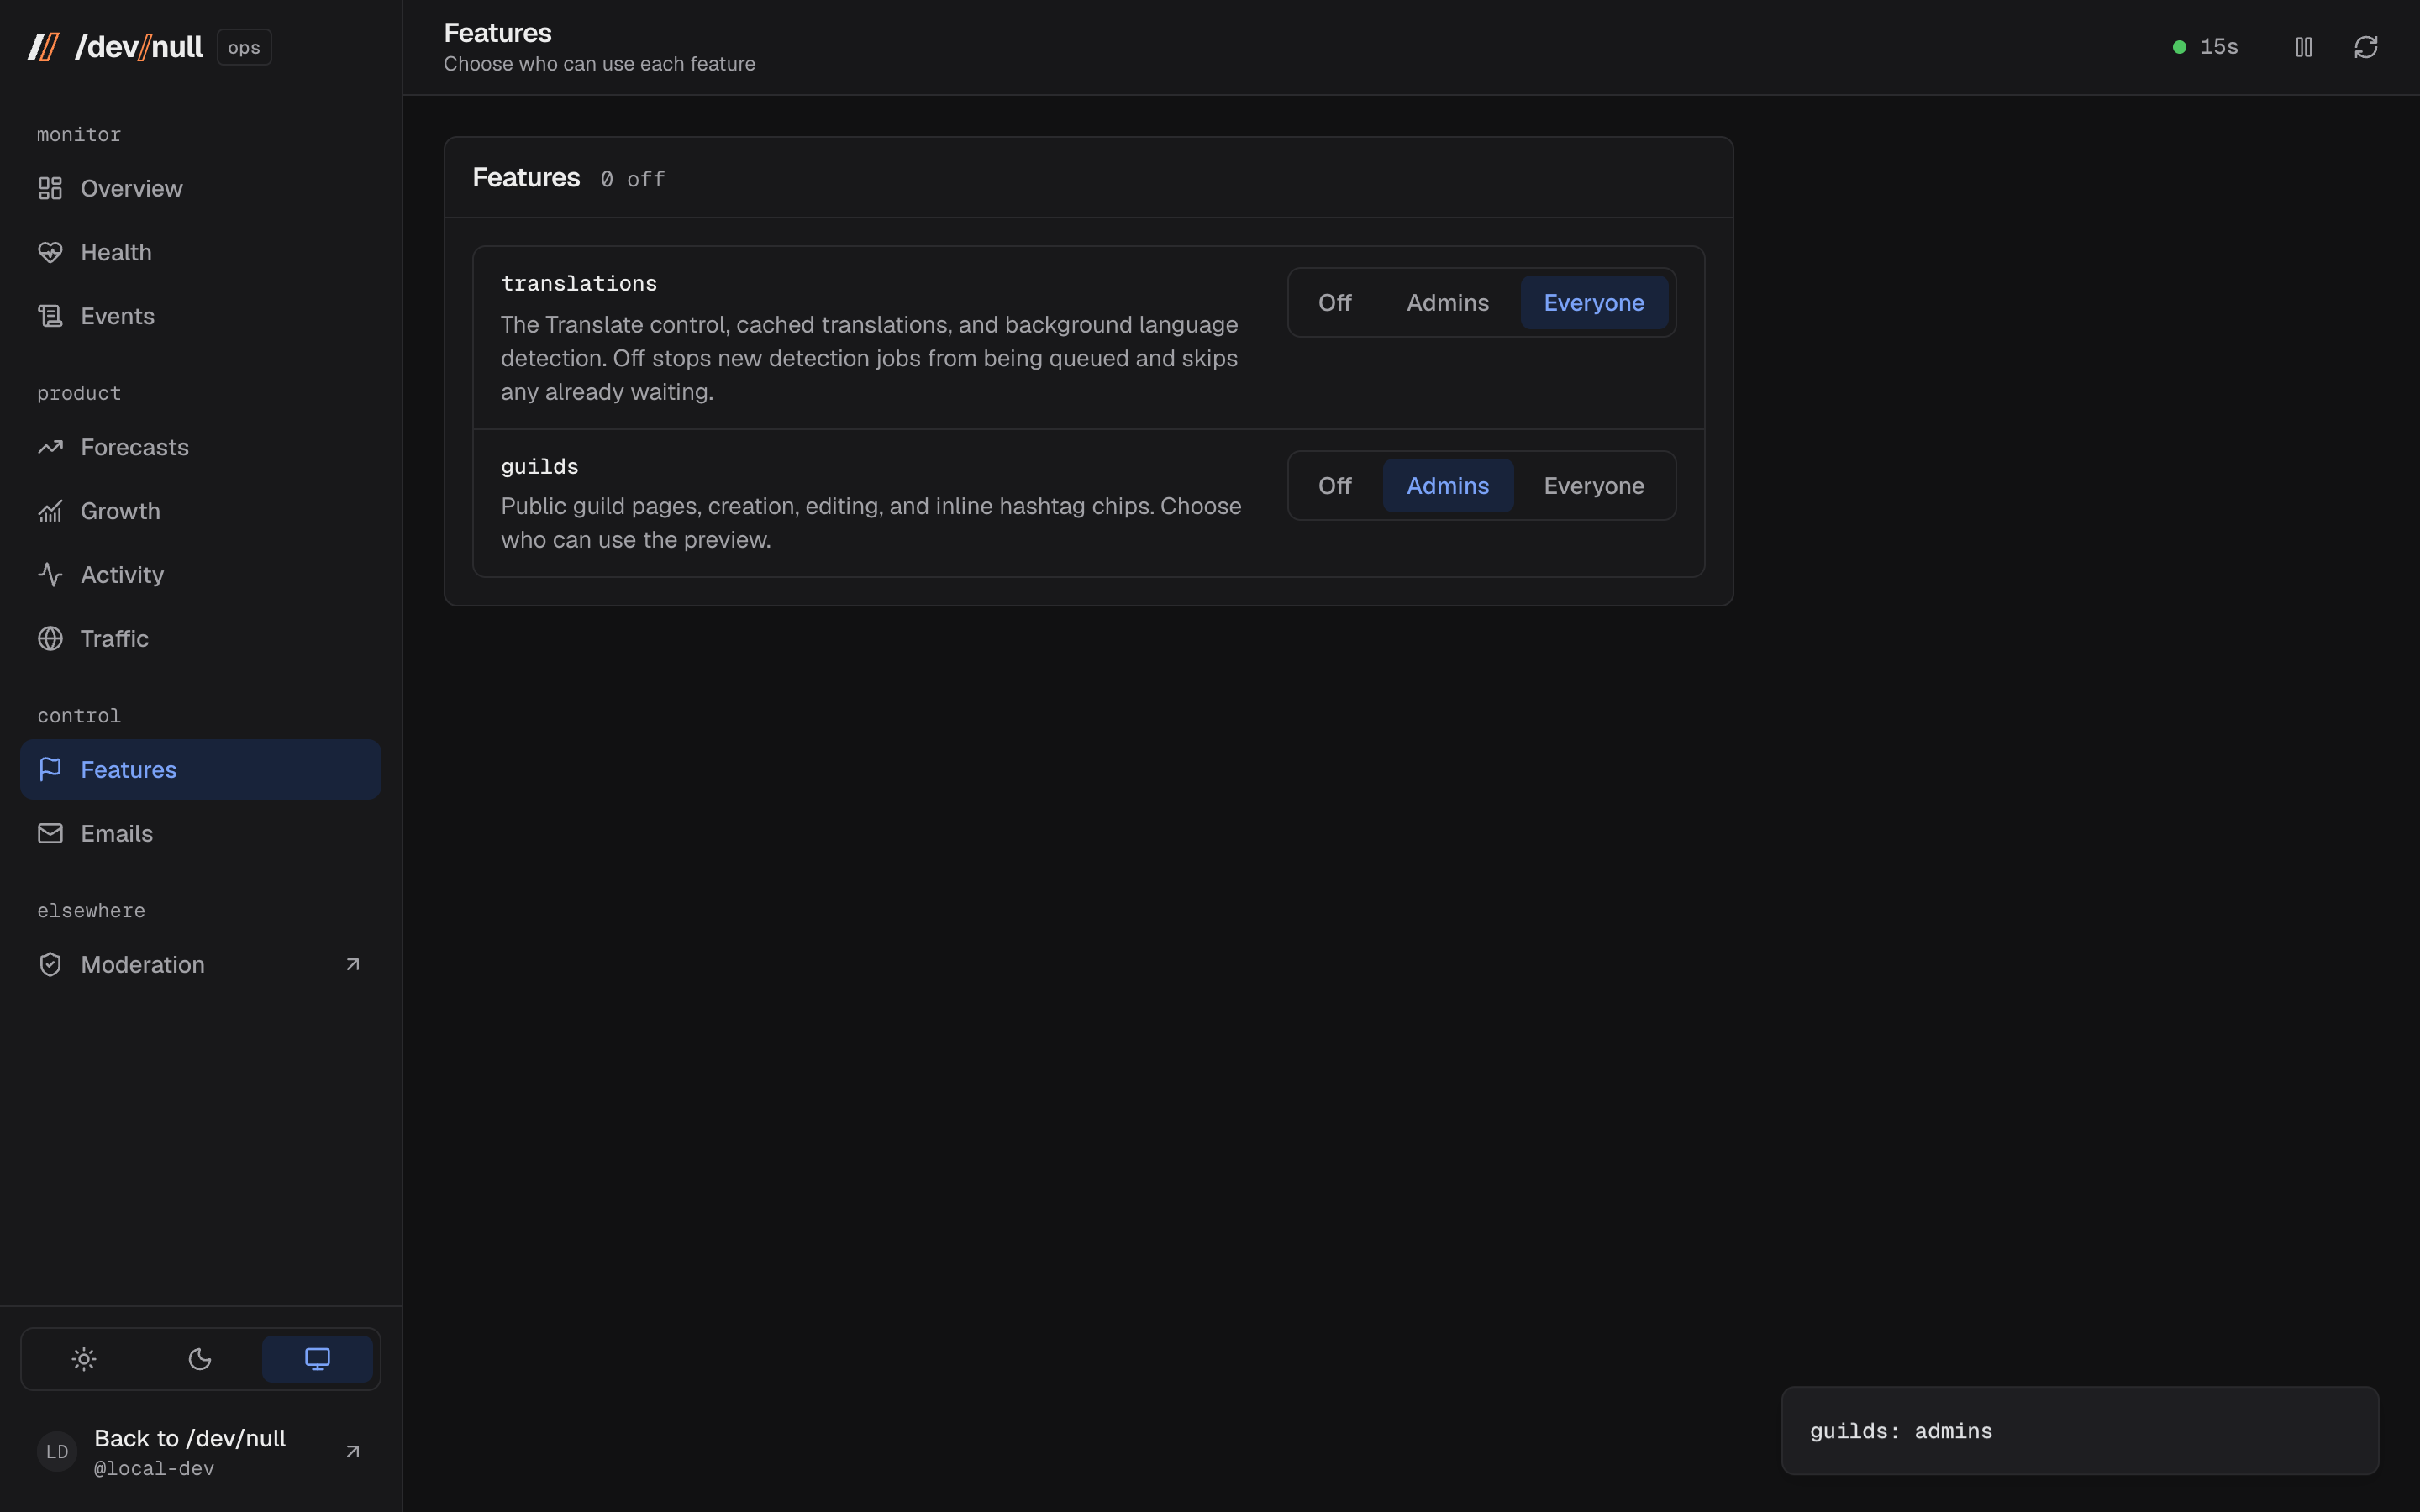 /dev//null ops
monitor
Overview
Health
Events
product
Forecasts
Growth
Activity
Traffic
control
Features
Emails
elsewhere
Moderation
LD
Back to /dev/null
@local-dev
Features
Choose who can use each feature
15s
Features 0 off
translations
The Translate control, cached translations, and background language
detection. Off stops new detection jobs from being queued and skips
any already waiting.
Off Admins Everyone
guilds
Public guild pages, creation, editing, and inline hashtag chips. Choose
who can use the preview.
Off Admins Everyone
guilds: admins